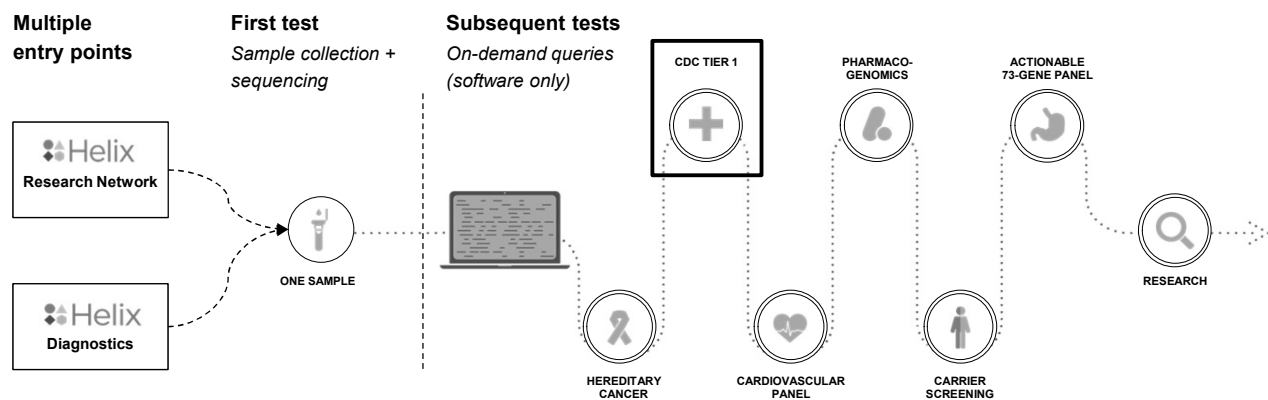 Multiple
entry points
First test
Sample collection +
sequencing
Subsequent tests
On-demand queries
(software only)
Helix
Research Network
Helix
Diagnostics
ONE SAMPLE
HEREDITARY
CANCER
CDC TIER 1
CARDIOVASCULAR
PANEL
PHARMACO-
GENOMICS
CARRIER
SCREENING
ACTIONABLE
73-GENE PANEL
RESEARCH